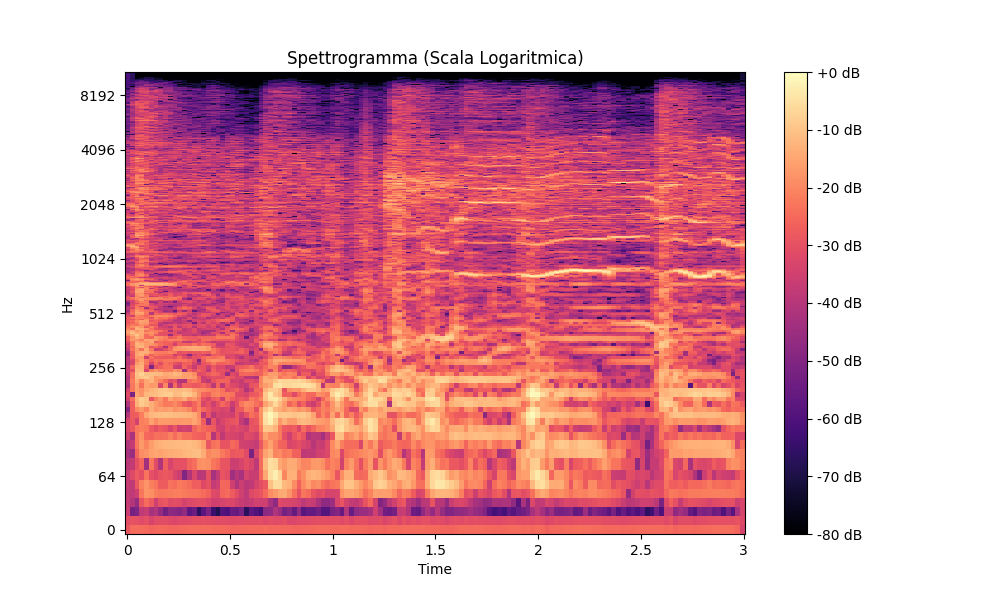 Spettrogramma (Scala Logaritmica)
Hz
8192
4096
2048
1024
512
256
128
64
0
0
0.5
1
1.5
2
2.5
3
Time
+0 dB
-10 dB
-20 dB
-30 dB
-40 dB
-50 dB
-60 dB
-70 dB
-80 dB